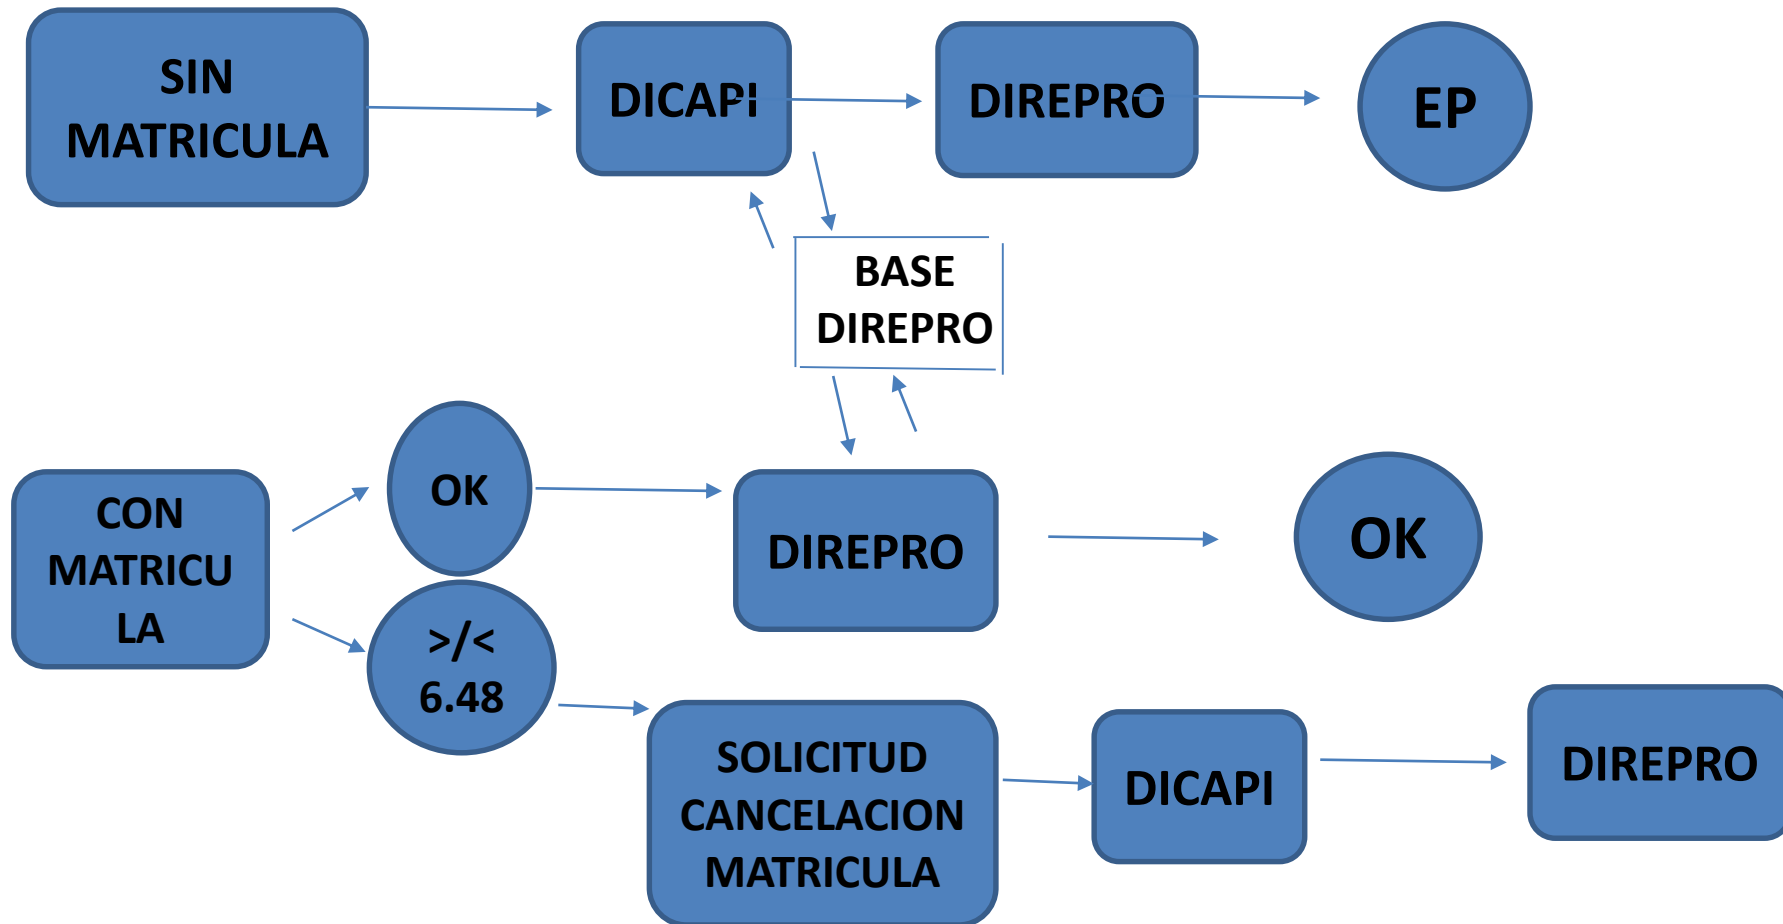 SIN
MATRICULA
DICAPI
DIREPRO
EP
BASE
DIREPRO
CON
MATRICU
LA
OK
DIREPRO
OK
>/<
6.48
SOLICITUD
CANCELACION
MATRICULA
DICAPI
DIREPRO